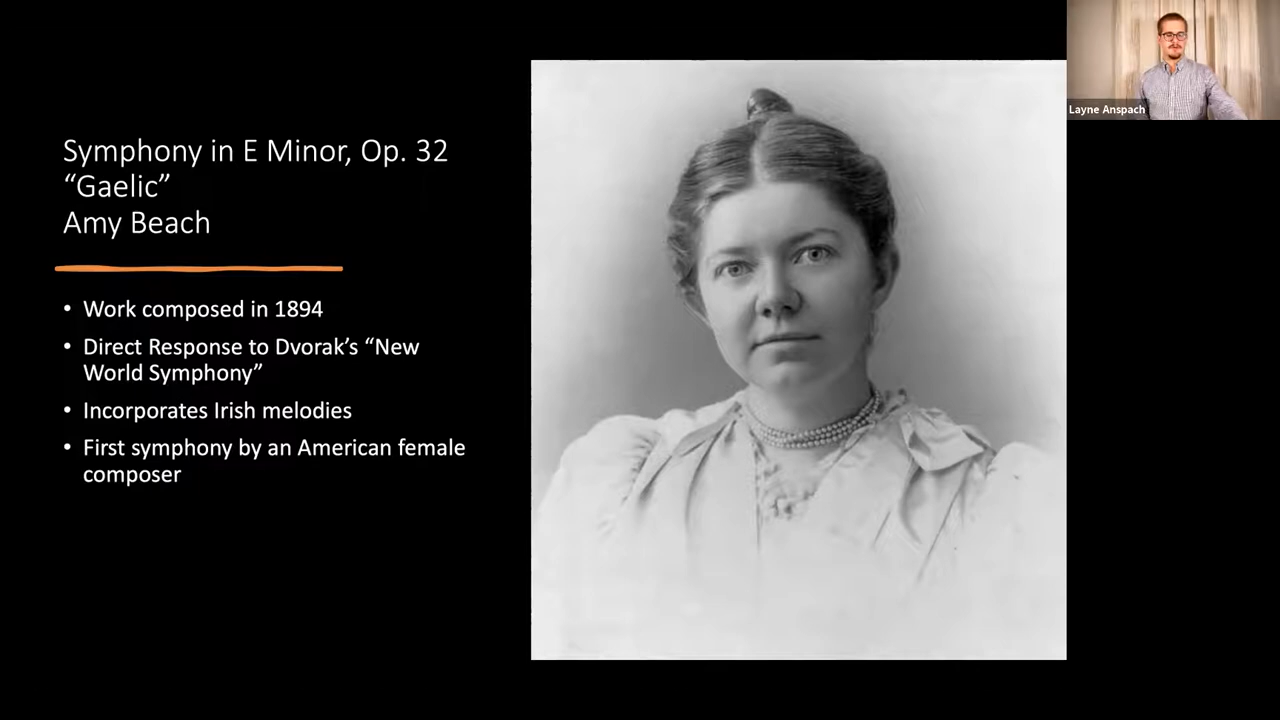 Symphony in E Minor, Op. 32
“Gaelic”
Amy Beach
• Work composed in 1894
• Direct Response to Dvorak’s “New
World Symphony”
• Incorporates Irish melodies
• First symphony by an American female
composer
Layne Anspach